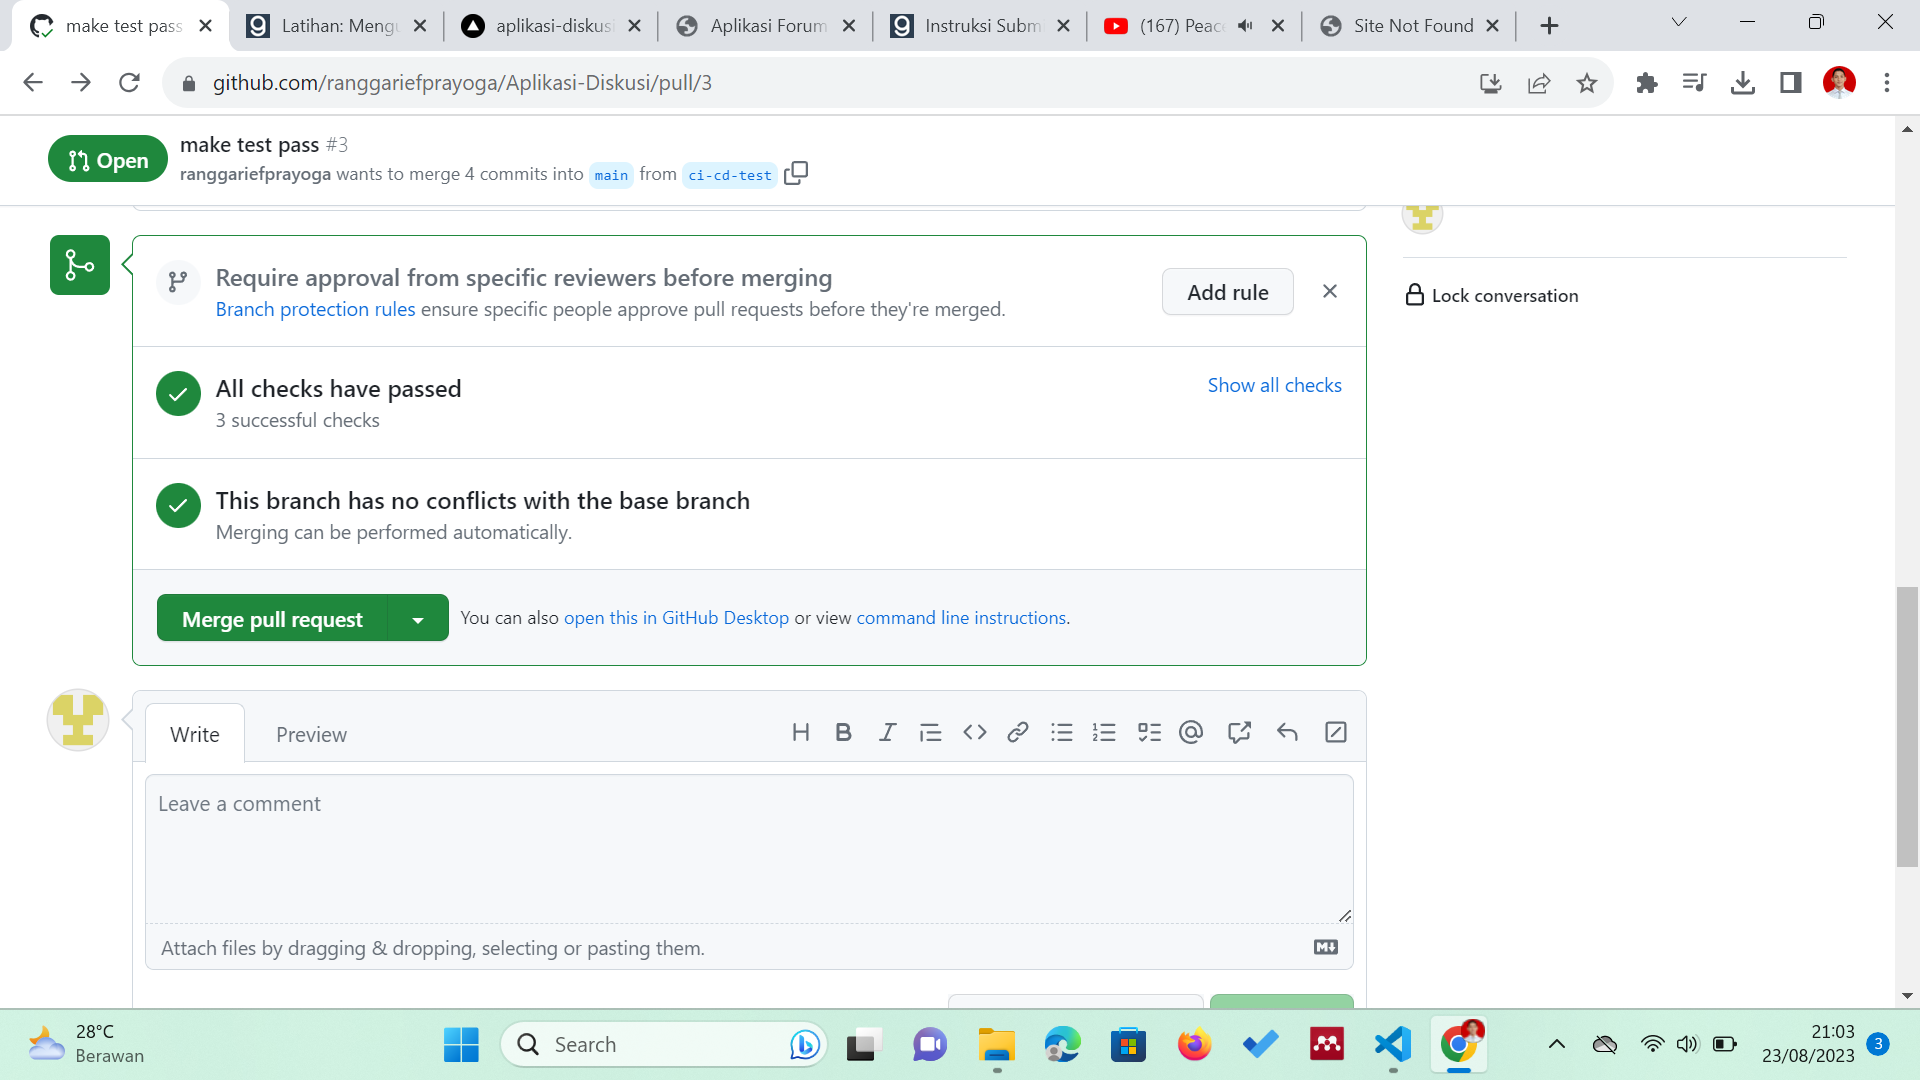 make test pass
Latihan: Mengu
aplikasi-diskusi
Aplikasi Forum
Instruksi Subm
(167) Peace
Site Not Found
github.com/ranggariefprayoga/Aplikasi-Diskusi/pull/3
Open
make test pass #3
ranggariefprayoga wants to merge 4 commits into main from ci-cd-test
Require approval from specific reviewers before merging
Branch protection rules ensure specific people approve pull requests before they're merged.
Add rule
Lock conversation
All checks have passed
3 successful checks
Show all checks
This branch has no conflicts with the base branch
Merging can be performed automatically.
Merge pull request
You can also open this in GitHub Desktop or view command line instructions.
Write
Preview
Leave a comment
Attach files by dragging & dropping, selecting or pasting them.
28°C
Berawan
Search
21:03
23/08/2023
3